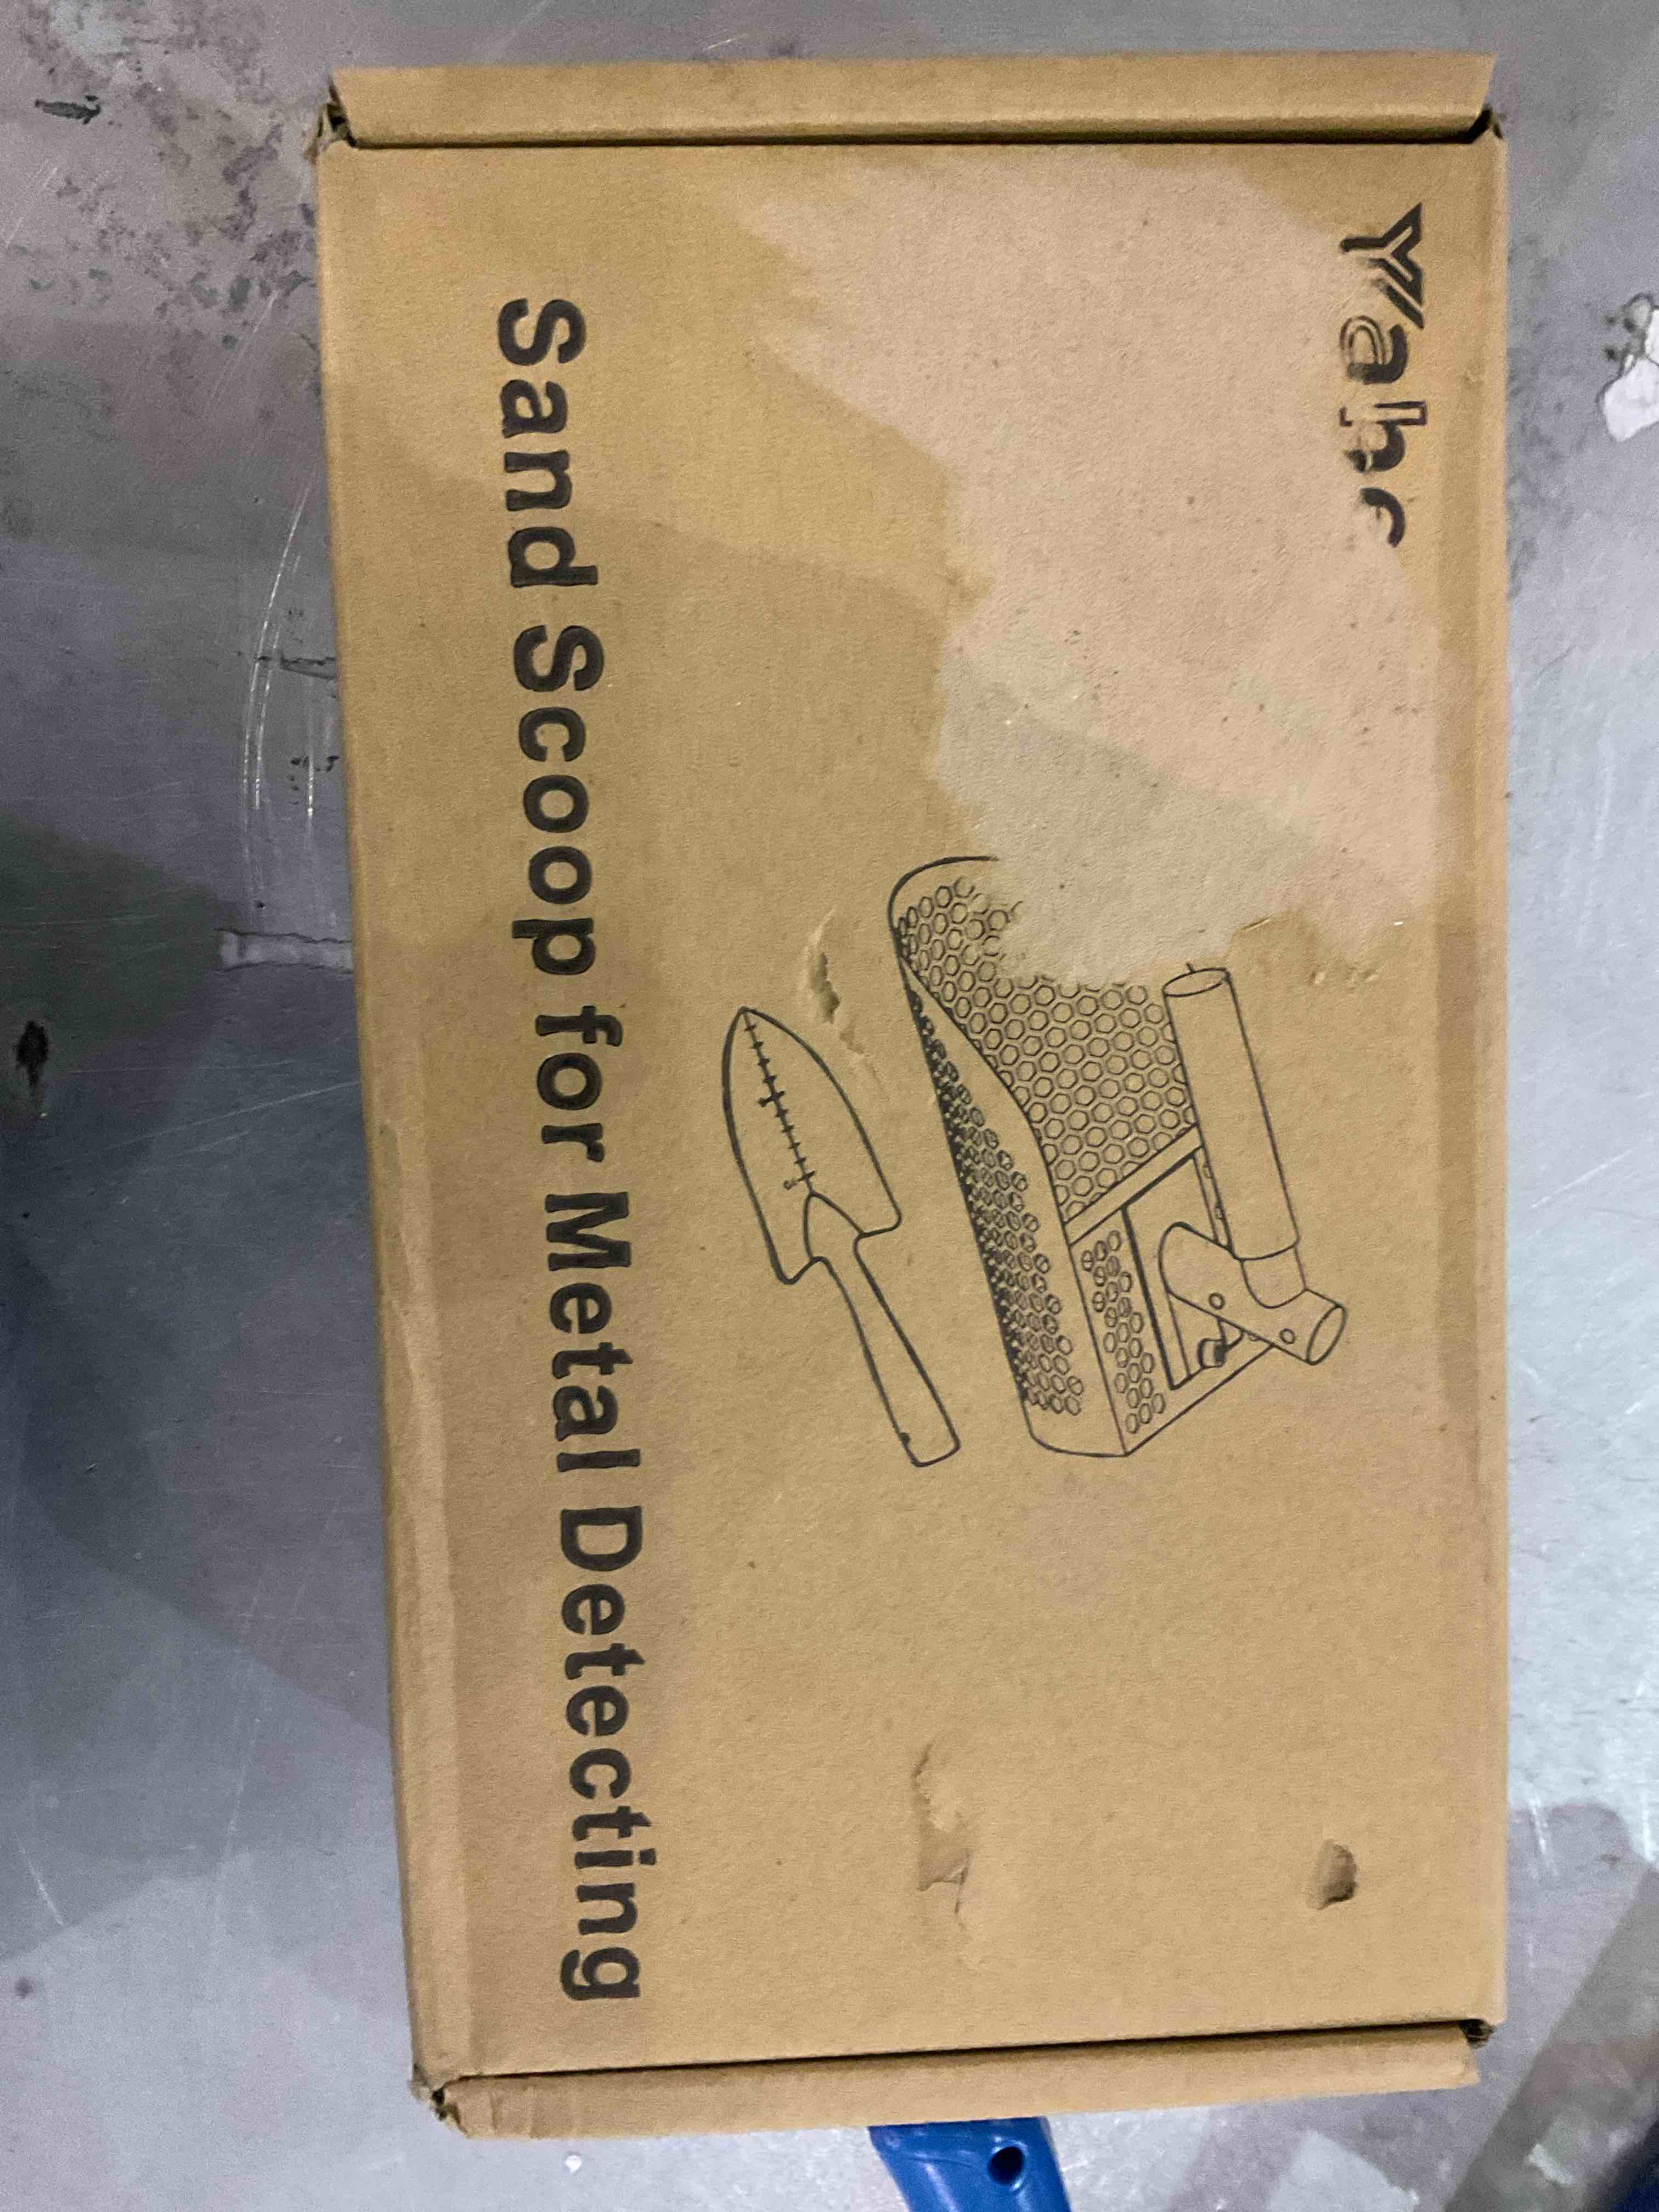 Sand Scoop for Metal Detecting